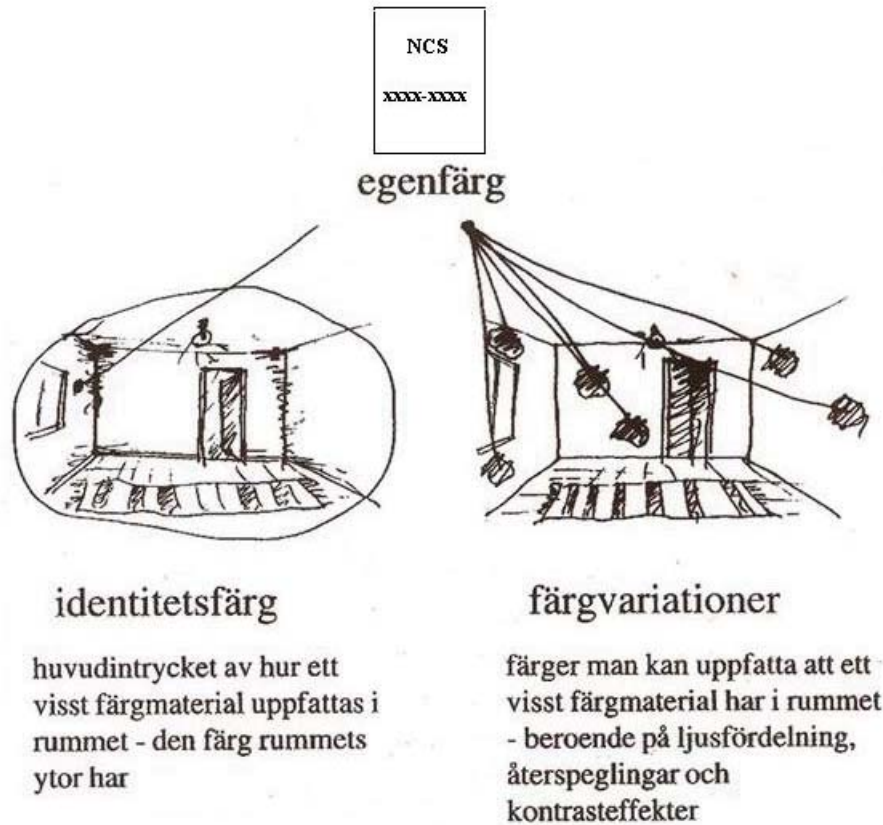 NCS
xxxx-xxxx
egenfärg
identitetsfärg
huvudintrycket av hur ett
visst färgmaterial uppfattas i
rummet - den färg rummets
ytor har
färgvariationer
färger man kan uppfatta att ett
visst färgmaterial har i rummet
- beroende på ljusfördelning,
återspeglingar och
kontrasteffekter